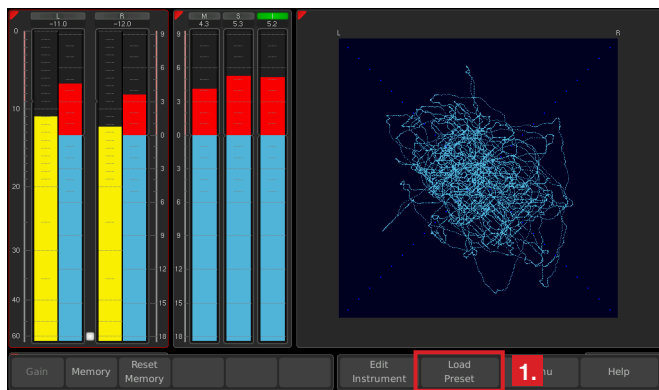 L R M S I
-11.0 -12.0 4.3 5.3 5.2
L R
0 9 9
6 6
10 3 3
0 0
20 3 3
6 6
30 9 9
12 12
40 15 15
60 18 18
Gain Memory Reset Memory Edit Instrument Load Preset 1. Help